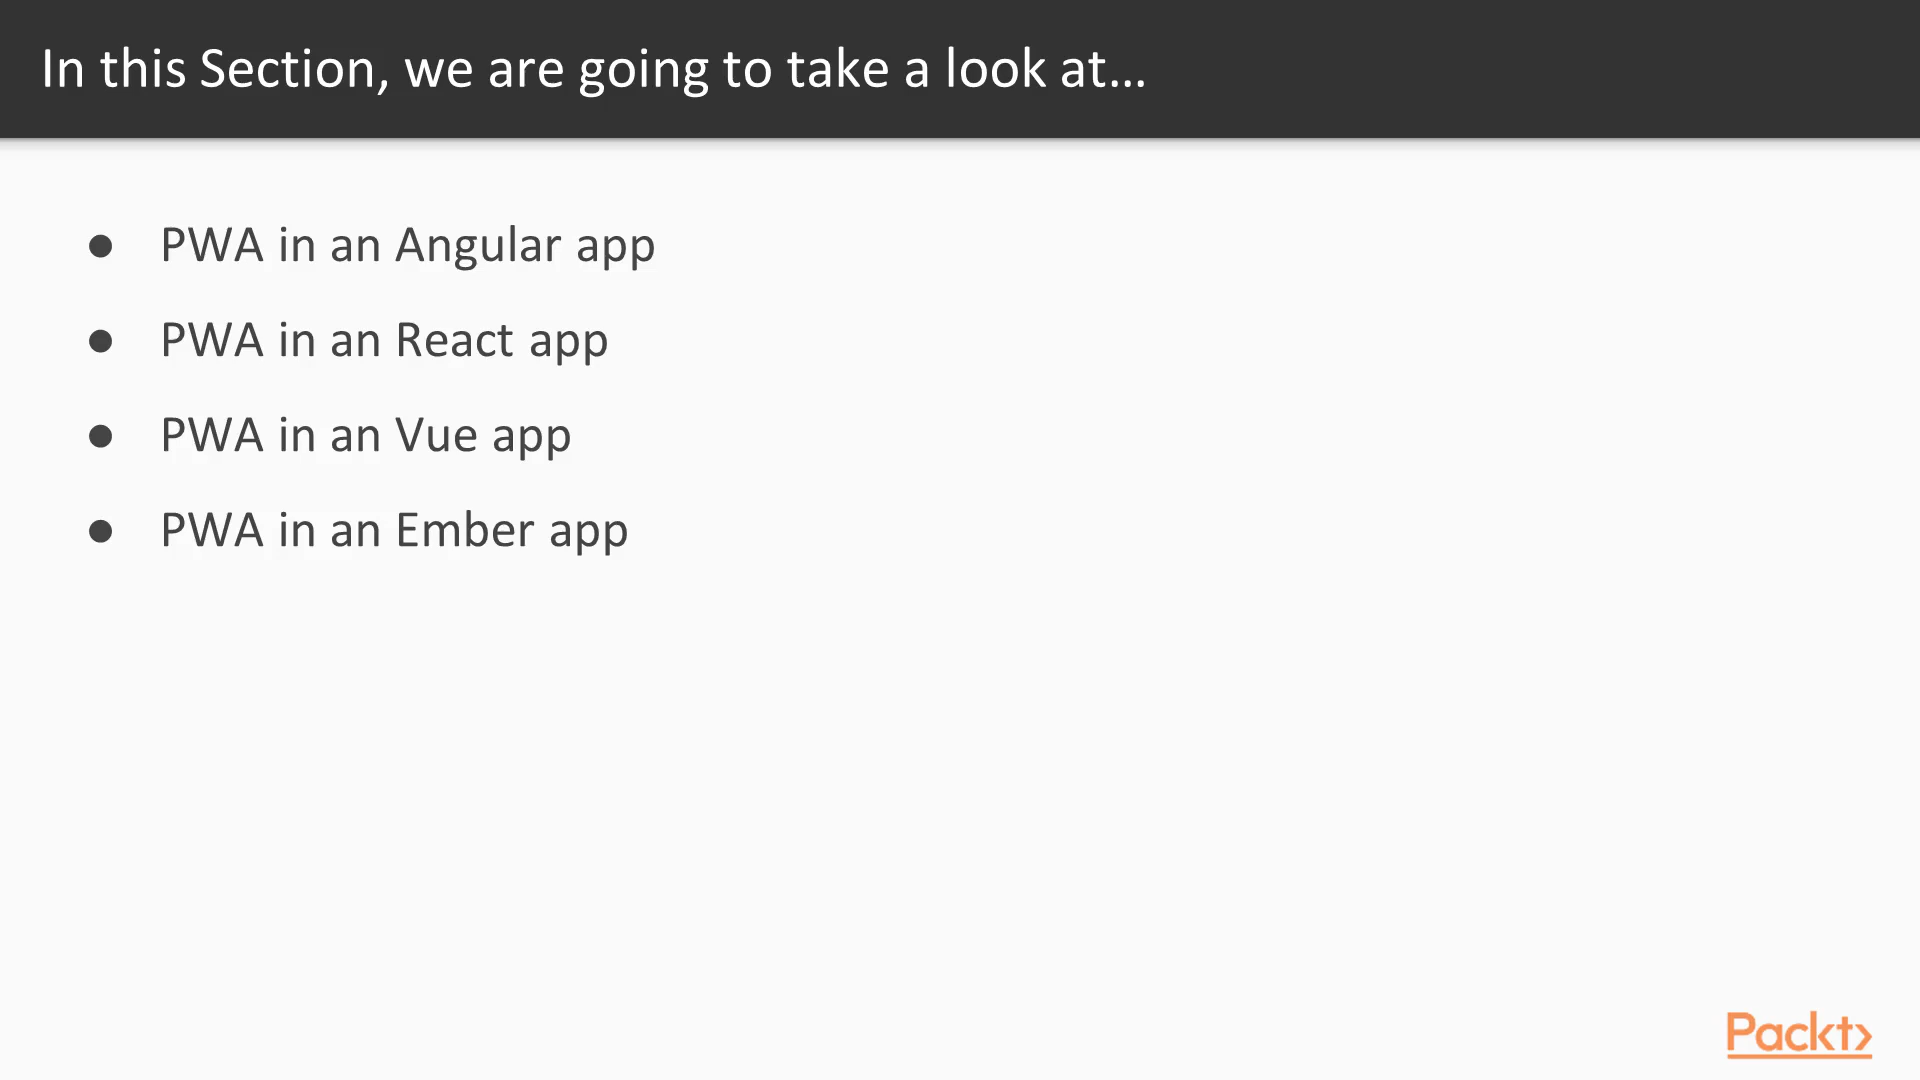 In this Section, we are going to take a look at...
● PWA in an Angular app
● PWA in an React app
● PWA in an Vue app
● PWA in an Ember app
Packt>